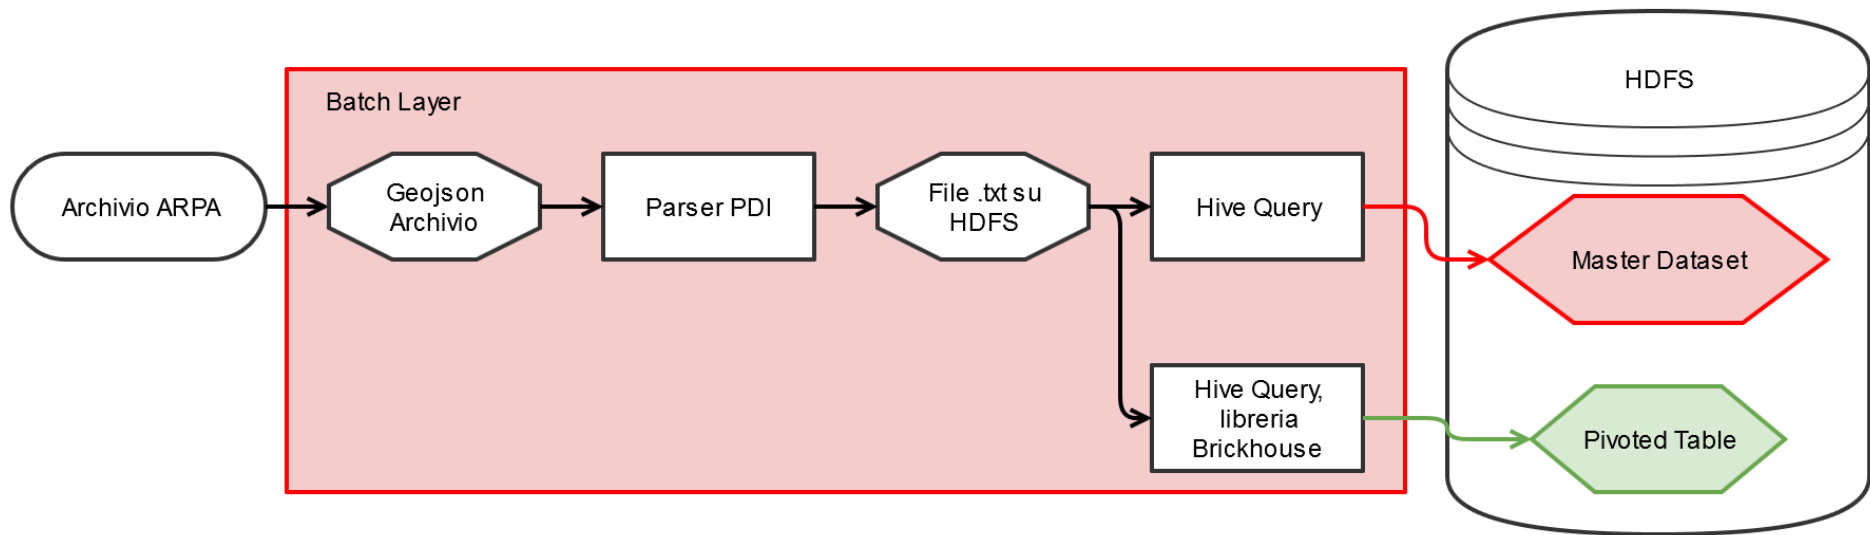 Batch Layer
HDFS
Archivio ARPA
Geojson
Archivio
Parser PDI
File .txt su
HDFS
Hive Query
Master Dataset
Hive Query,
libreria
Brickhouse
Pivoted Table